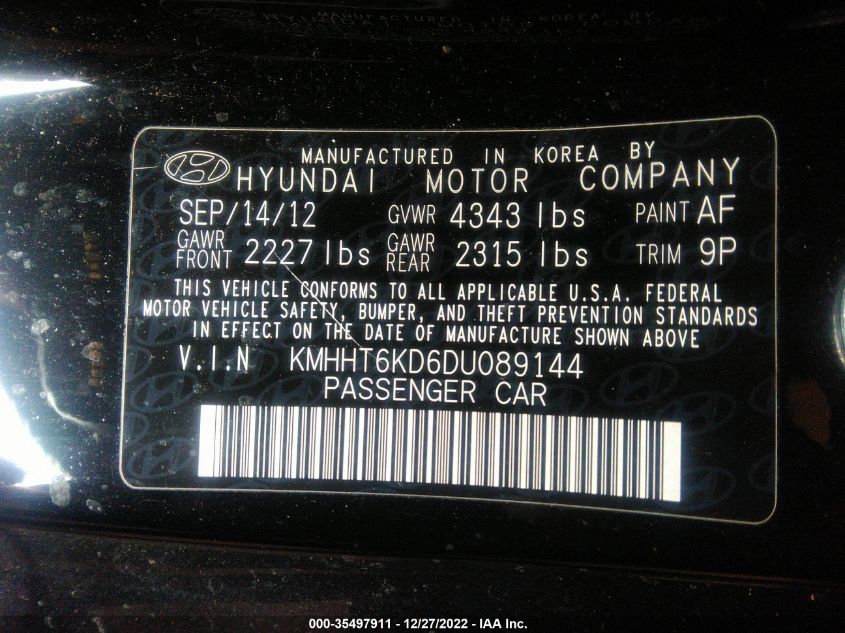 MANUFACTURED IN KOREA BY
HYUNDAI MOTOR COMPANY
SEP/14/12 GVWR 4343 lbs PAINT AF
GAWR FRONT 2227 lbs GAWR REAR 2315 lbs TRIM 9P
THIS VEHICLE CONFORMS TO ALL APPLICABLE U.S.A. FEDERAL
MOTOR VEHICLE SAFETY, BUMPER, AND THEFT PREVENTION STANDARDS
IN EFFECT ON THE DATE OF MANUFACTURE SHOWN ABOVE
V.I.N KMHHT6KD6DU089144
PASSENGER CAR
000-35497911 - 12/27/2022 - IAA Inc.